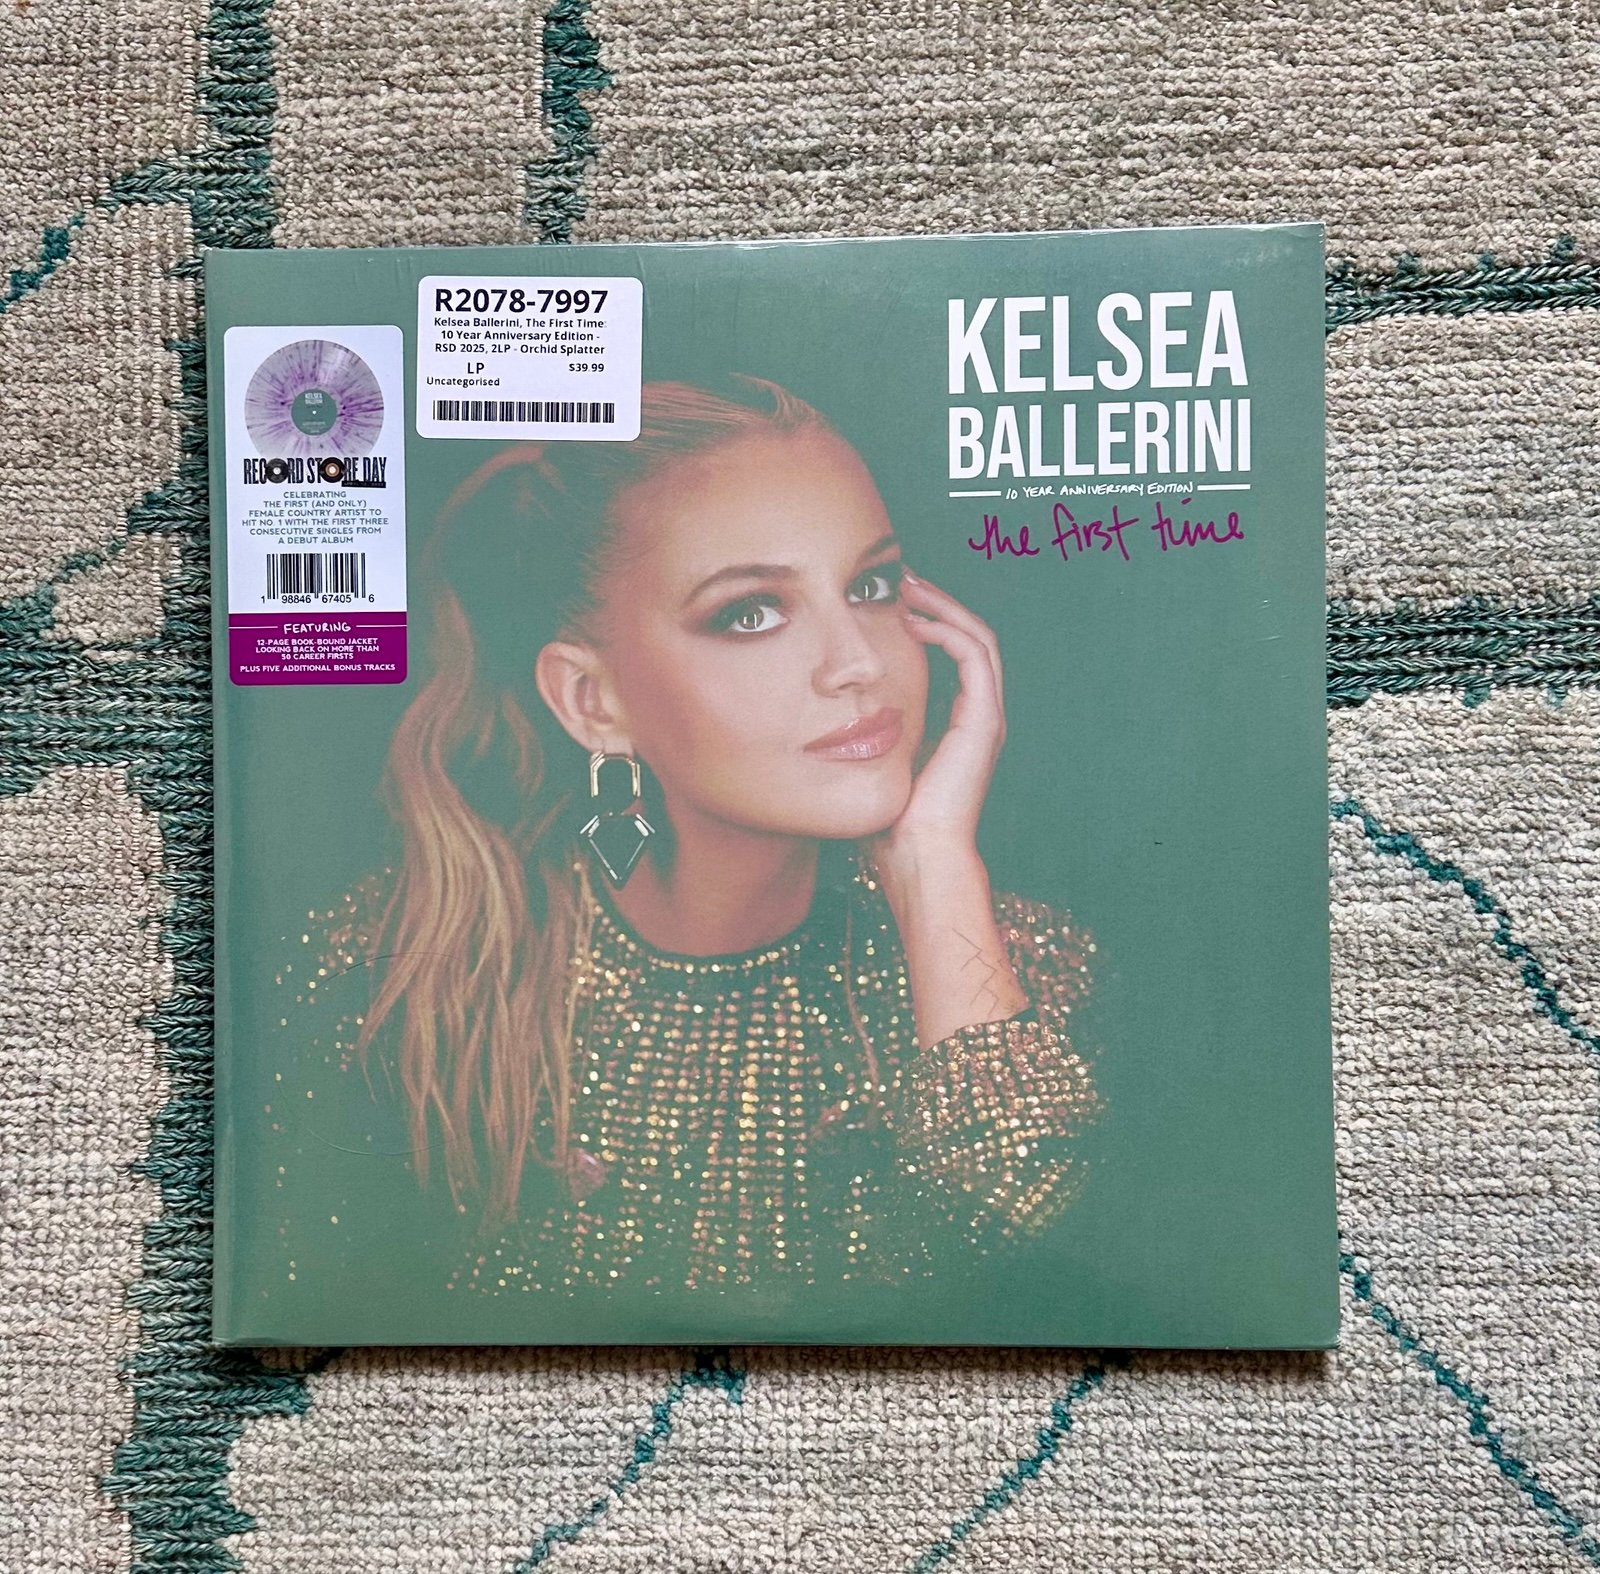 R2078-7997
Kelsea Ballerini, The First Time:
10 Year Anniversary Edition -
RSD 2025, 2LP - Orchid Splatter
LP $39.99
Uncategorised
KELSEA
BALLERINI
10 YEAR ANNIVERSARY EDITION
the first time
KELSEA
BALLERINI
RECORD STORE DAY
CELEBRATING
THE FIRST (AND ONLY)
FEMALE COUNTRY ARTIST TO
HIT NO. 1 WITH THE FIRST THREE
CONSECUTIVE SINGLES FROM
A DEBUT ALBUM
1 98846 67405 6
FEATURING
12-PAGE BOOK-BOUND JACKET
LOOKING BACK ON MORE THAN
50 CAREER FIRSTS
PLUS FIVE ADDITIONAL BONUS TRACKS